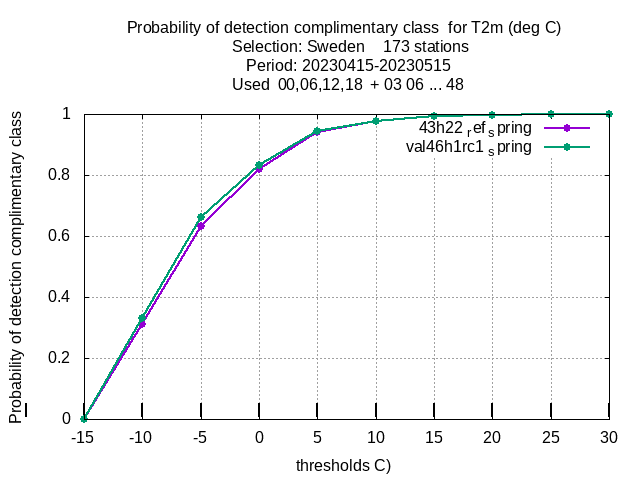 Probability of detection complimentary class  for T2m (deg C)
Selection: Sweden    173 stations
Period: 20230415-20230515
Used  00,06,12,18  + 03 06 ... 48
Probability of detection complimentary class
1
0.8
0.6
0.4
0.2
0
43h22 ref spring
val46h1rc1 spring
-15 -10 -5 0 5 10 15 20 25 30
thresholds C)